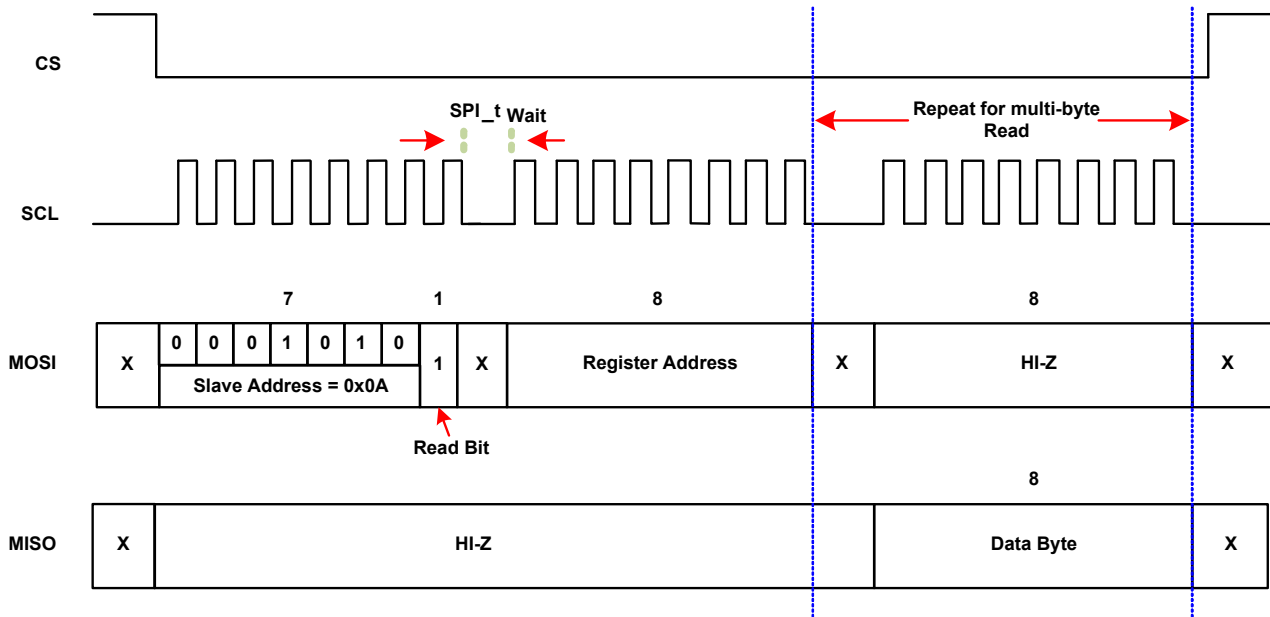 CS
SPI_t Wait
Repeat for multi-byte
Read
SCL
7 1 8 8
MOSI
X 0 0 0 1 0 1 0 1 X Register Address X HI-Z X
Slave Address = 0x0A
Read Bit
8
MISO
X HI-Z Data Byte X